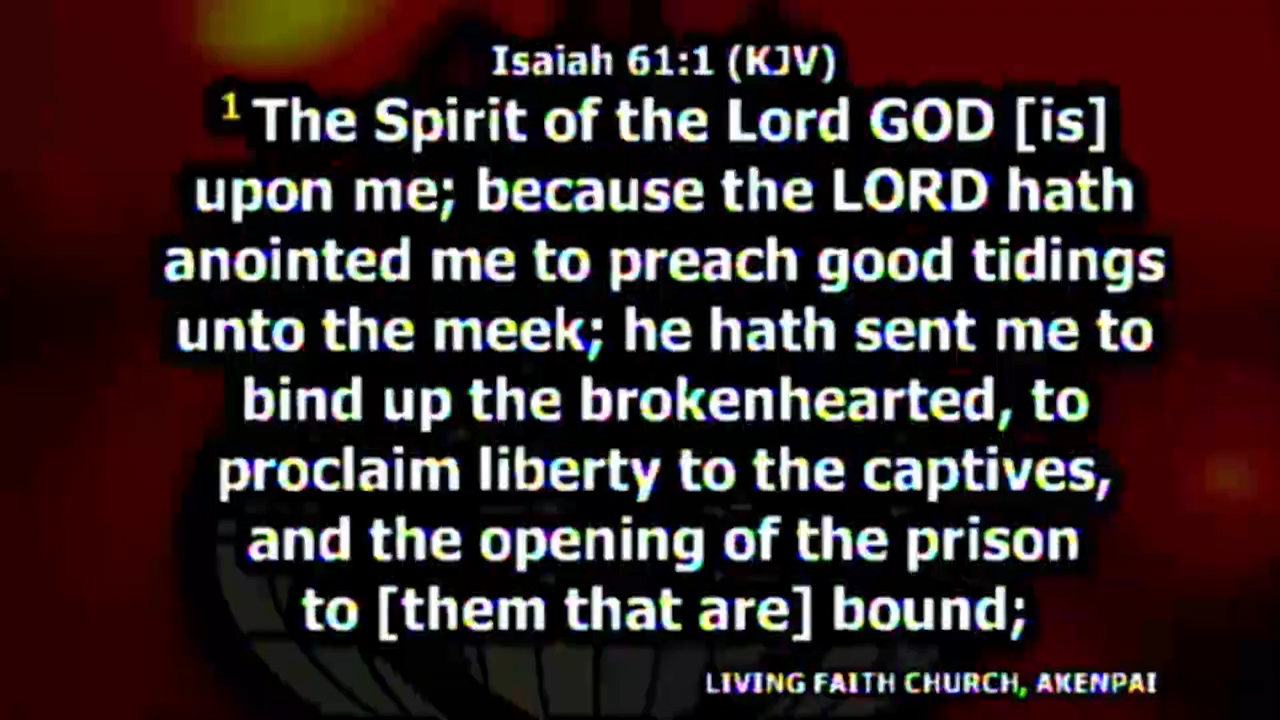 Isaiah 61:1 (KJV)
1 The Spirit of the Lord GOD [is]
upon me; because the LORD hath
anointed me to preach good tidings
unto the meek; he hath sent me to
bind up the brokenhearted, to
proclaim liberty to the captives,
and the opening of the prison
to [them that are] bound;
LIVING FAITH CHURCH, AKENPAI